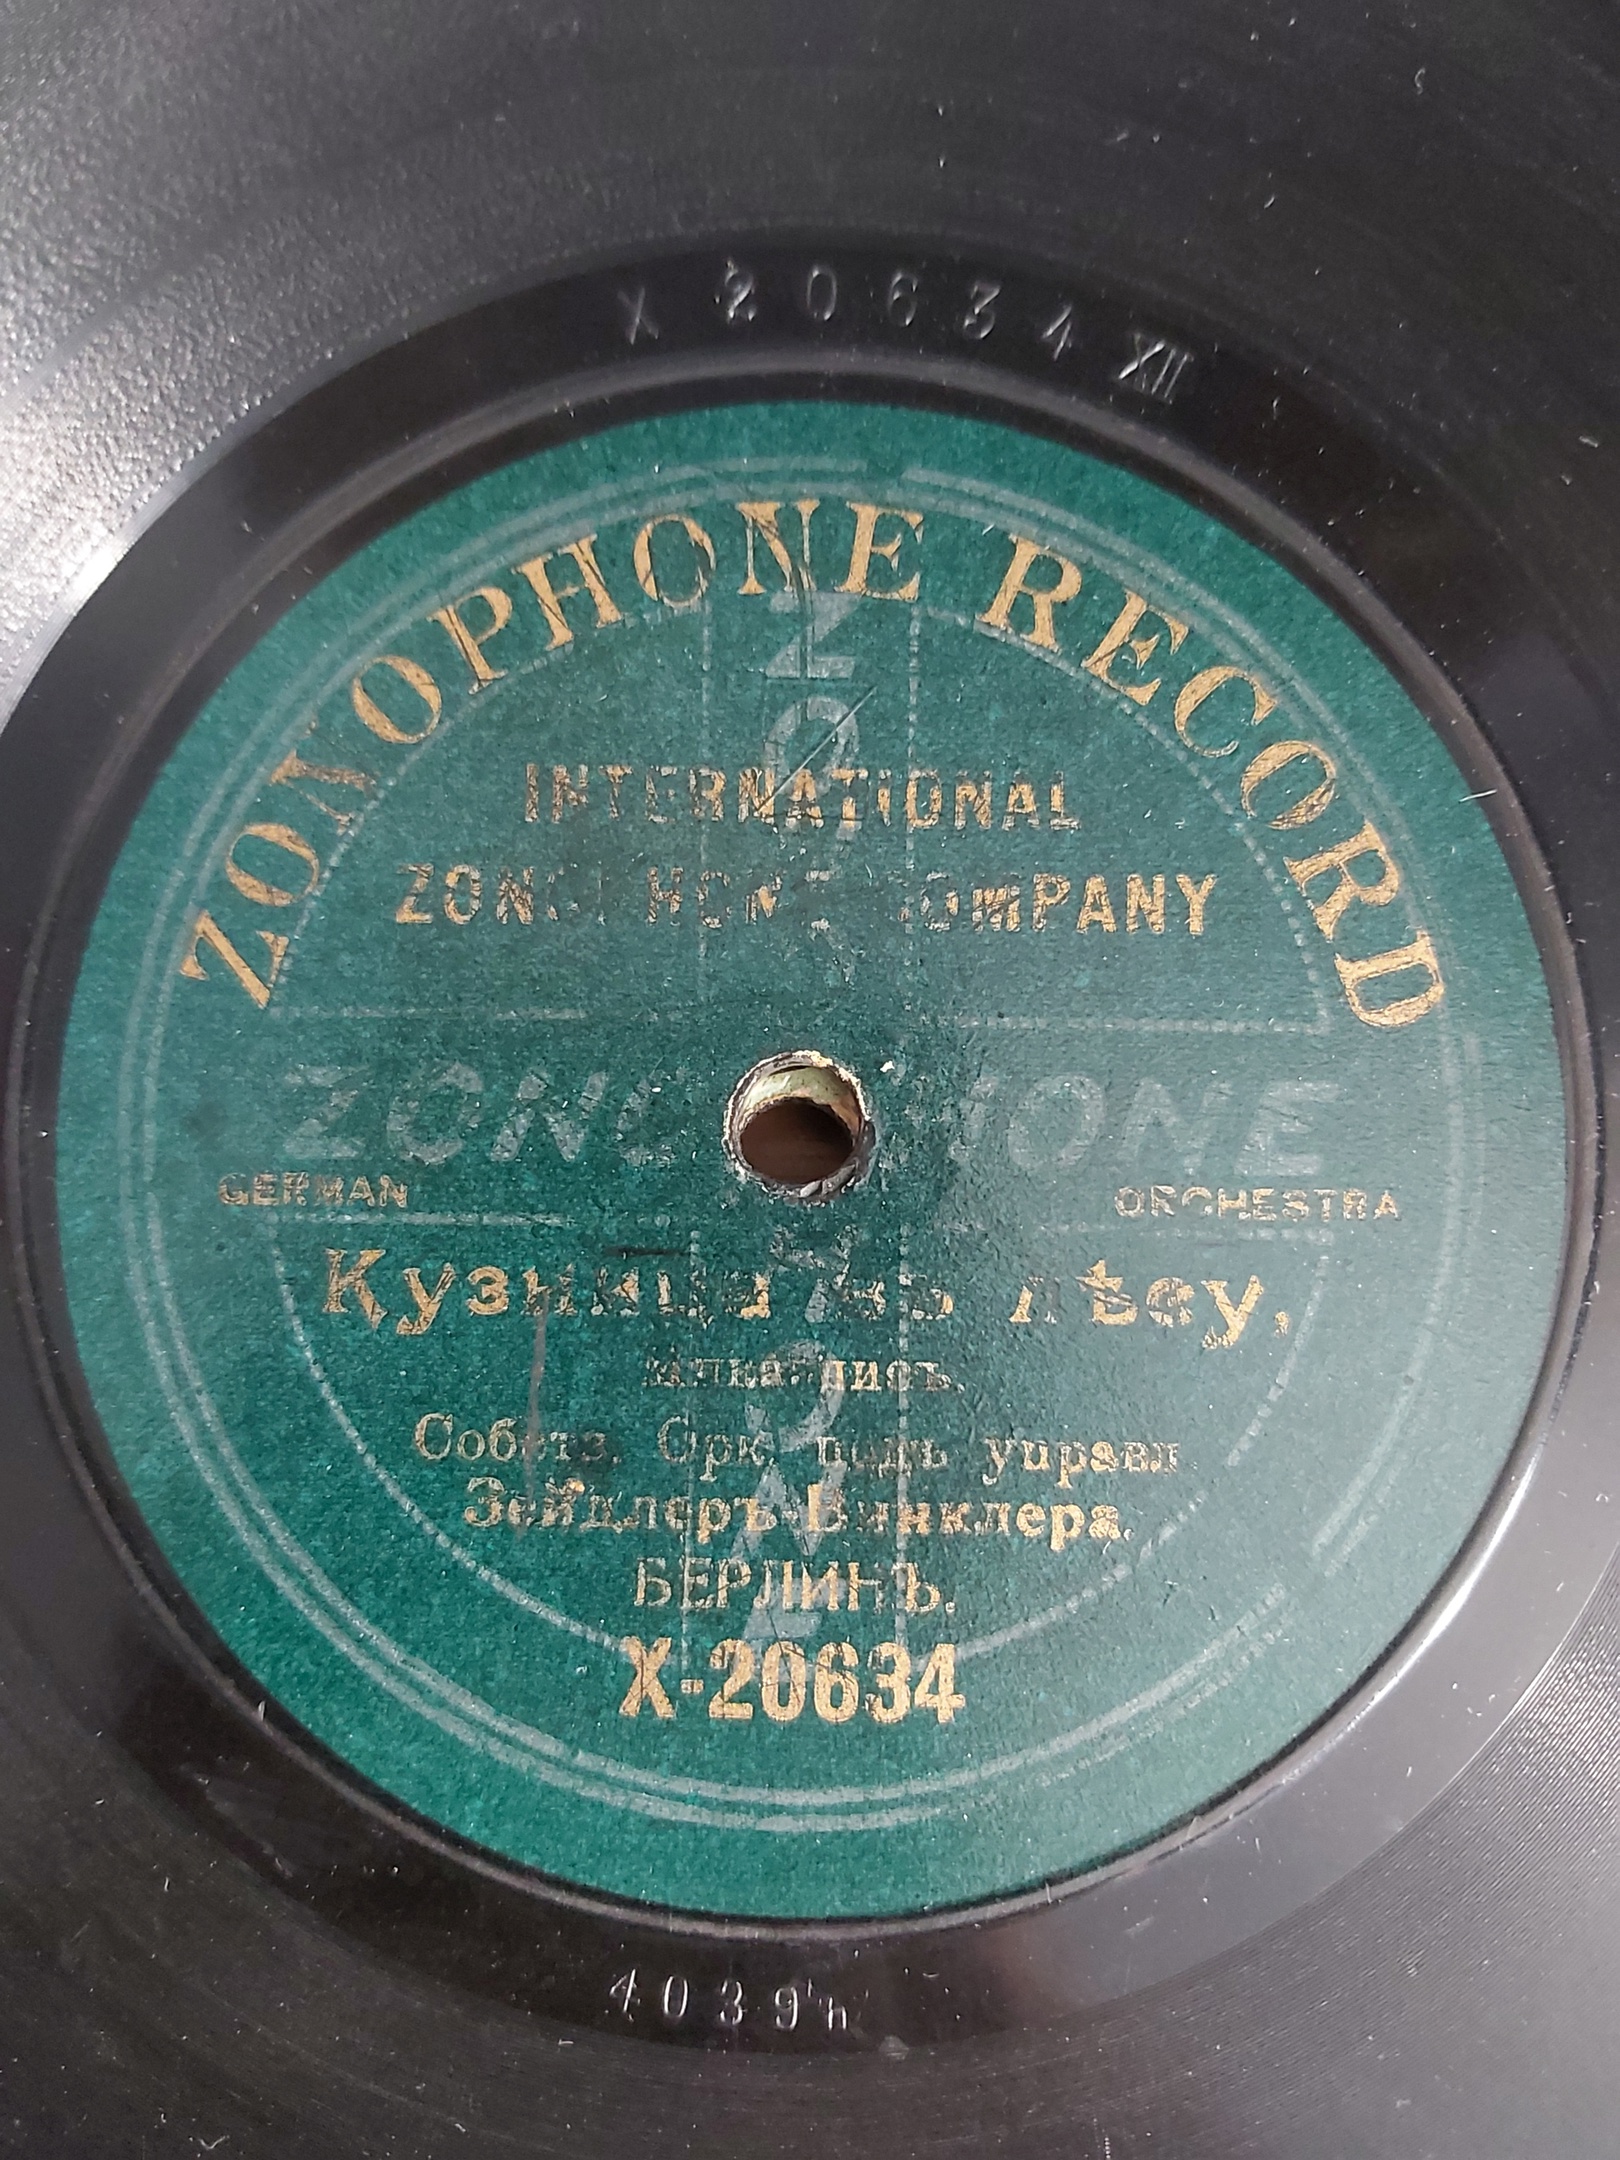 X 20634 XII
ZONOPHONE RECORD
ZONOPHONE
INTERNATIONAL
ZONOPHONE COMPANY
ZONOPHONE
GERMAN ORCHESTRA
Кузница въ лѣсу,
Собств. Орк. подъ управл
Зейдлеръ-Винклера.
БЕРЛИНЪ.
X-20634
4039h